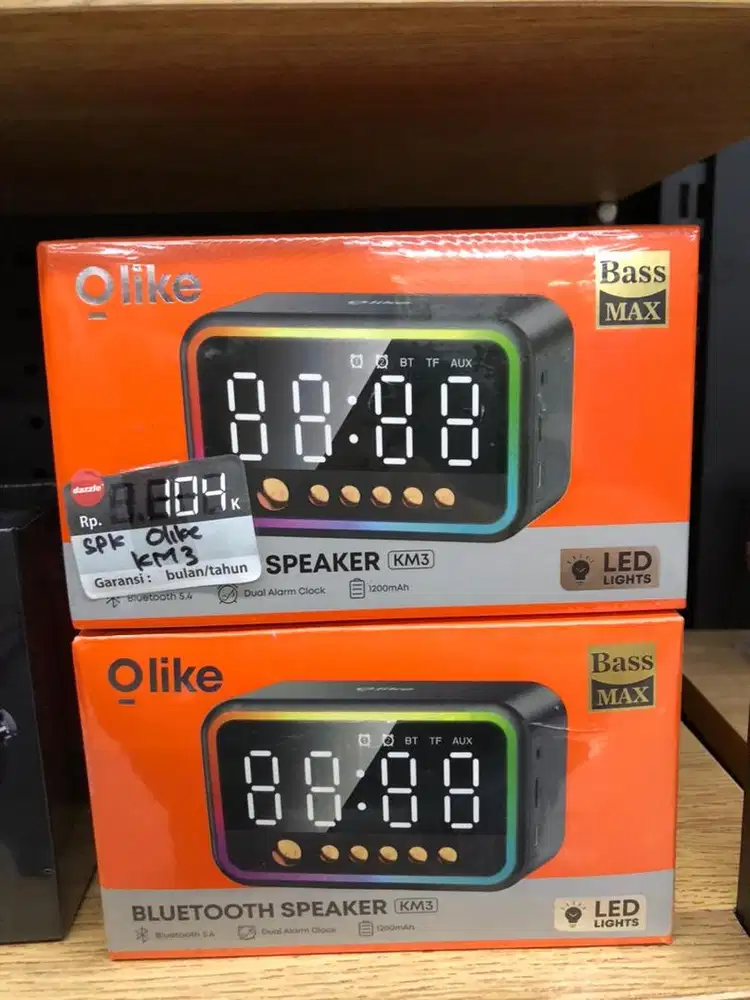 Olike
Bass
MAX
Olike
BT TF AUX
88:88
dazzle
Rp. 104 K
SPK Olike
KM3
Garansi : bulan/tahun
SPEAKER KM3
LED
LIGHTS
Bluetooth 5.4
Dual Alarm Clock
1200mAh
Olike
Bass
MAX
Olike
BT TF AUX
88:88
BLUETOOTH SPEAKER KM3
LED
LIGHTS
Bluetooth
Dual Alarm Clock
1200mAh